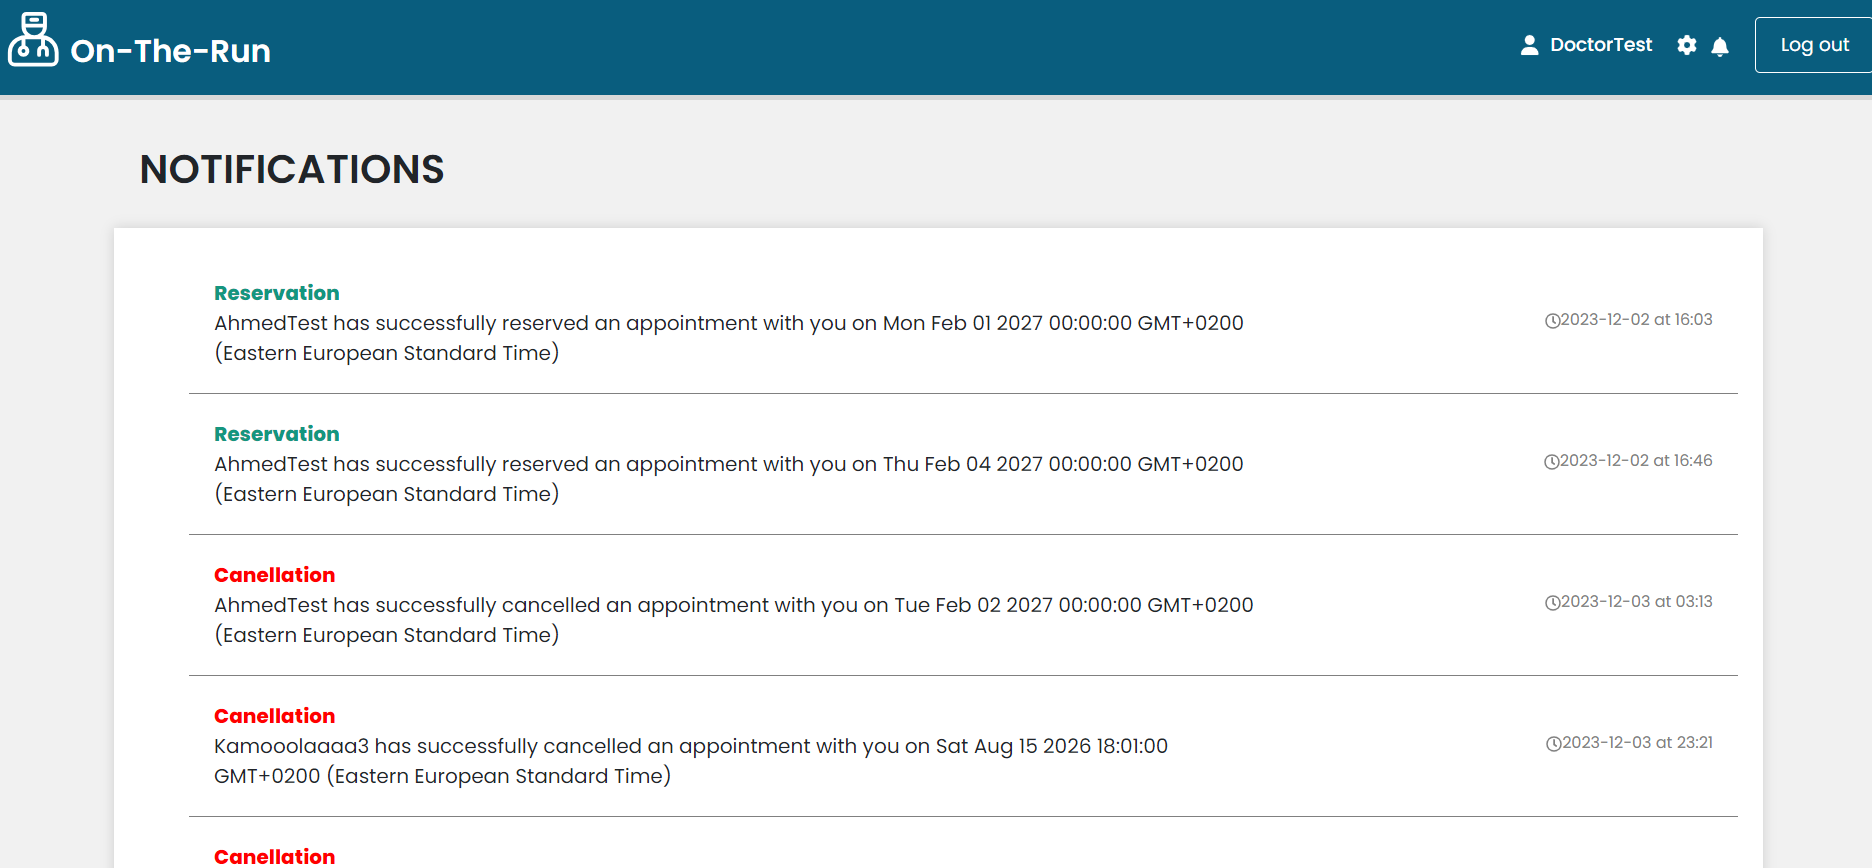 On-The-Run
DoctorTest
Log out
NOTIFICATIONS
Reservation
AhmedTest has successfully reserved an appointment with you on Mon Feb 01 2027 00:00:00 GMT+0200
(Eastern European Standard Time)
2023-12-02 at 16:03
Reservation
AhmedTest has successfully reserved an appointment with you on Thu Feb 04 2027 00:00:00 GMT+0200
(Eastern European Standard Time)
2023-12-02 at 16:46
Canellation
AhmedTest has successfully cancelled an appointment with you on Tue Feb 02 2027 00:00:00 GMT+0200
(Eastern European Standard Time)
2023-12-03 at 03:13
Canellation
Kamooolaaaa3 has successfully cancelled an appointment with you on Sat Aug 15 2026 18:01:00
GMT+0200 (Eastern European Standard Time)
2023-12-03 at 23:21
Canellation